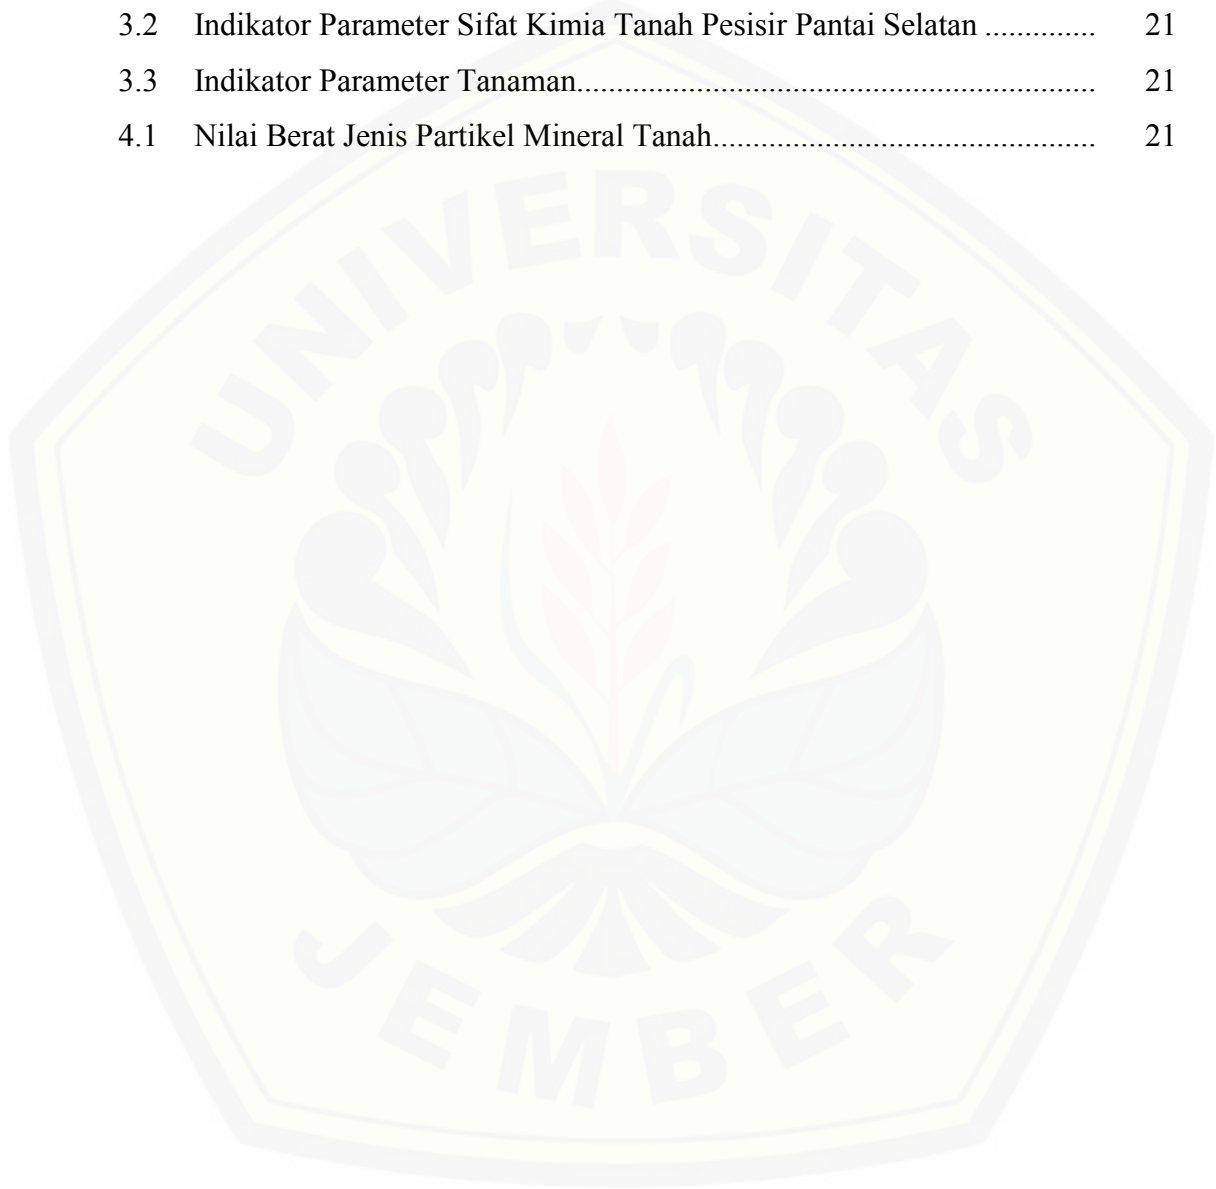 3.2 Indikator Parameter Sifat Kimia Tanah Pesisir Pantai Selatan .............. 21
3.3 Indikator Parameter Tanaman................................................................ 21
4.1 Nilai Berat Jenis Partikel Mineral Tanah............................................... 21
UNIVERSITAS
JEMBER